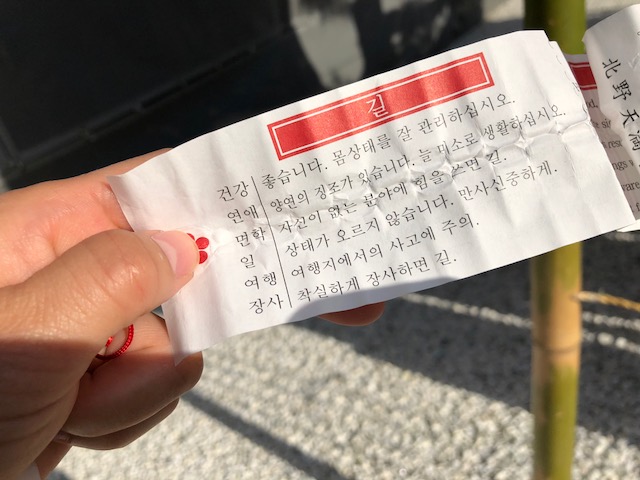 길
건강 좋습니다. 몸상태를 잘 관리하십시오.
연애 양연의 징조가 있습니다. 늘 미소로 생활하십시오.
면학 자신이 없는 분야에 힘을 쓰면 길.
일 상태가 오르지 않습니다. 만사신중하게.
여행 여행지에서의 사고에 주의.
장사 착실하게 장사하면 길.
北野天満